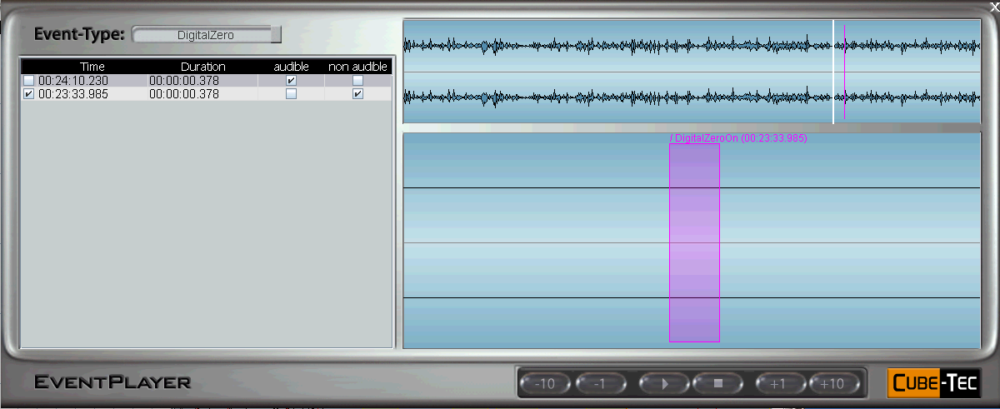 X
Event-Type: DigitalZero
Time Duration audible non audible
00:24:10.230 00:00:00.378
00:23:33.985 00:00:00.378
/ DigitalZeroOn (00:23:33.985)
EVENTPLAYER
-10 -1 +1 +10
CUBE-TEC